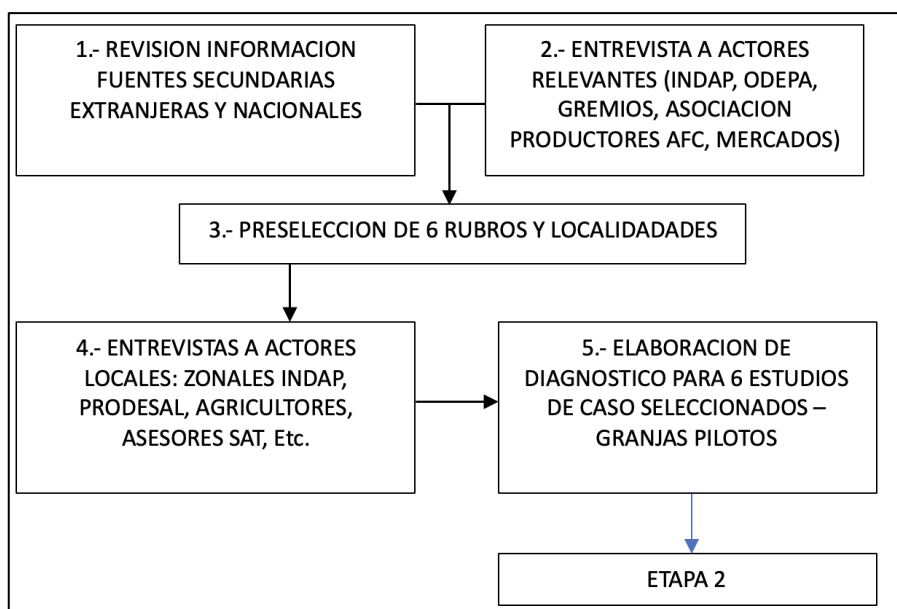 1.- REVISION INFORMACION
FUENTES SECUNDARIAS
EXTRANJERAS Y NACIONALES
2.- ENTREVISTA A ACTORES
RELEVANTES (INDAP, ODEPA,
GREMIOS, ASOCIACION
PRODUCTORES AFC, MERCADOS)
3.- PRESELECCION DE 6 RUBROS Y LOCALIDADADES
4.- ENTREVISTAS A ACTORES
LOCALES: ZONALES INDAP,
PRODESAL, AGRICULTORES,
ASESORES SAT, Etc.
5.- ELABORACION DE
DIAGNOSTICO PARA 6 ESTUDIOS
DE CASO SELECCIONADOS –
GRANJAS PILOTOS
ETAPA 2